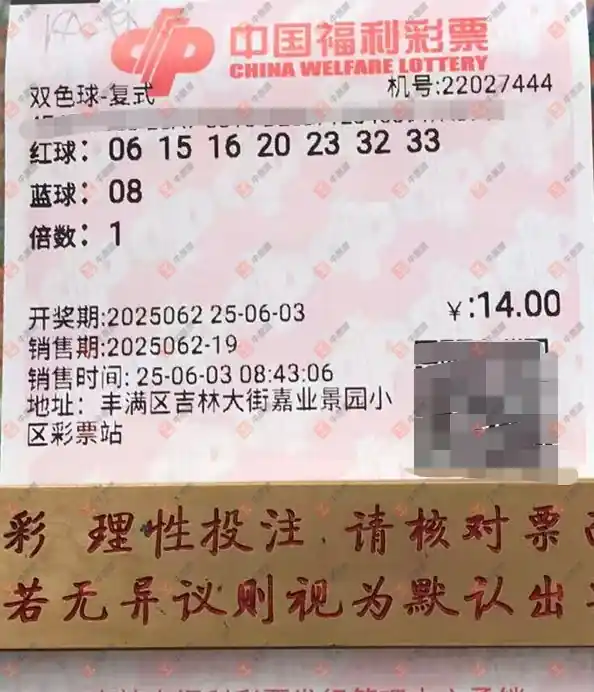 中国福利彩票
CHINA WELFARE LOTTERY
双色球-复式 机号:22027444
红球: 06 15 16 20 23 32 33
蓝球: 08
倍数: 1
开奖期:2025062 25-06-03 ¥:14.00
销售期:2025062-19
销售时间: 25-06-03 08:43:06
地址: 丰满区吉林大街嘉业景园小
区彩票站
彩 理性投注 请核对票
若无异议则视为默认出